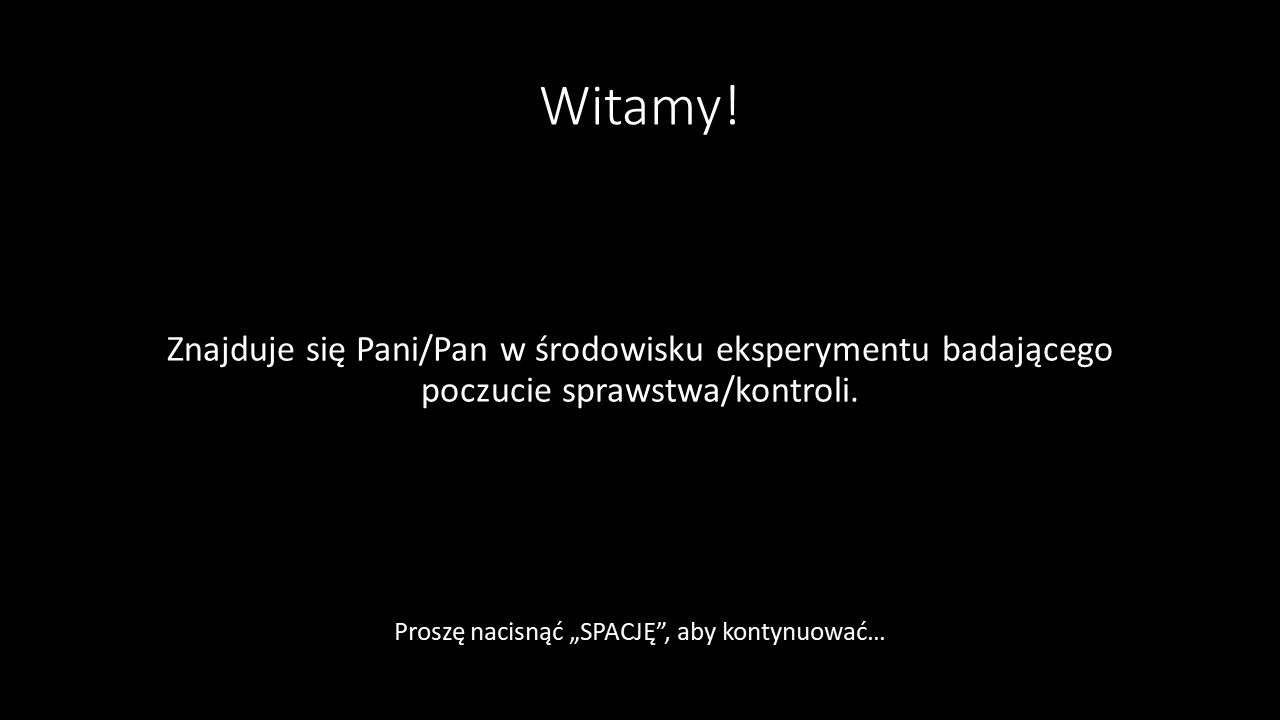 Witamy!
Znajduje się Pani/Pan w środowisku eksperymentu badającego
poczucie sprawstwa/kontroli.
Proszę nacisnąć „SPACJĘ”, aby kontynuować...